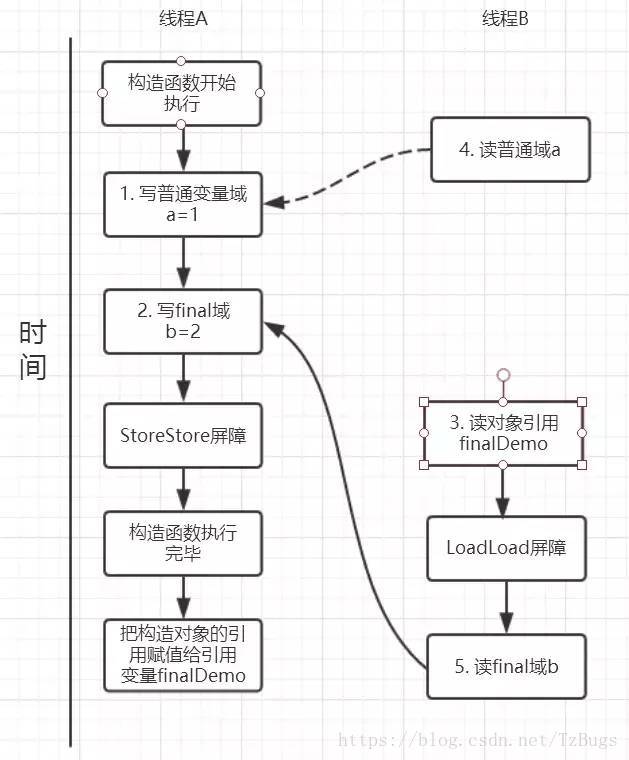 线程A
线程B
构造函数开始
执行
4. 读普通域a
1. 写普通变量域
a=1
2. 写final域
b=2
时
间
3. 读对象引用
finalDemo
StoreStore屏障
构造函数执行
完毕
LoadLoad屏障
把构造对象的引
用赋值给引用
变量finalDemo
5. 读final域b
https://blog.csdn.net/TzBugs